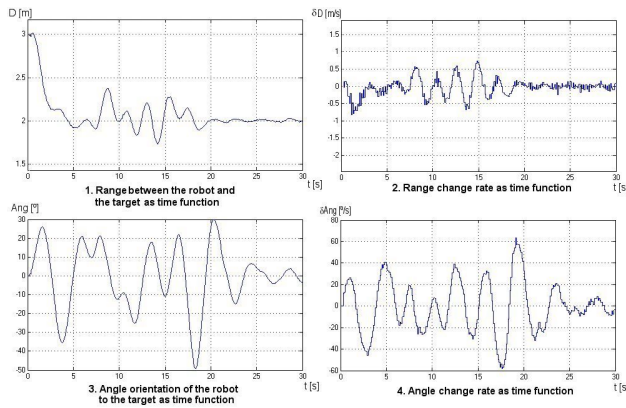 D [m]
3
2.5
2
1.5
0 5 10 15 20 25 30
t [s]
1. Range between the robot and
the target as time function
δD [m/s]
1.5
1
0.5
0
-0.5
-1
-1.5
-2
0 5 10 15 20 25 30
t [s]
2. Range change rate as time function
Ang [º]
30
20
10
0
-10
-20
-30
-40
-50
0 5 10 15 20 25 30
t [s]
3. Angle orientation of the robot
to the target as time function
δAng [º/s]
80
60
40
20
0
-20
-40
-60
0 5 10 15 20 25 30
t [s]
4. Angle change rate as time function